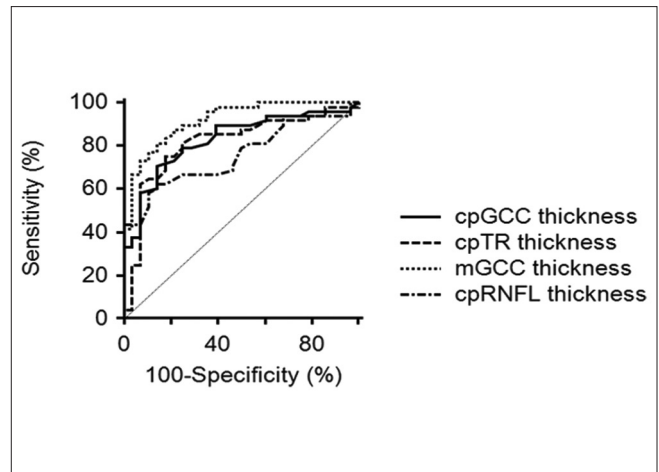 100
80
60
40
20
0
Sensitivity (%)
0 40 80
100-Specificity (%)
cpGCC thickness
cpTR thickness
mGCC thickness
cpRNFL thickness